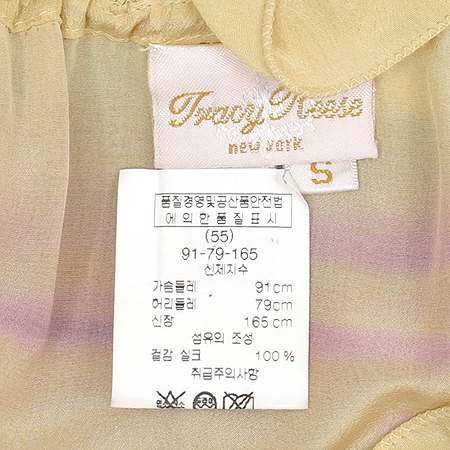 Tracy Reese
new york
S
품질경영및공산품안전법
에 의 한 품 질 표 시
(55)
91-79-165
신체치수
가슴둘레 91cm
허리둘레 79cm
신장 165 cm
섬유의 조성
겉감 실크 100 %
취급주의사항